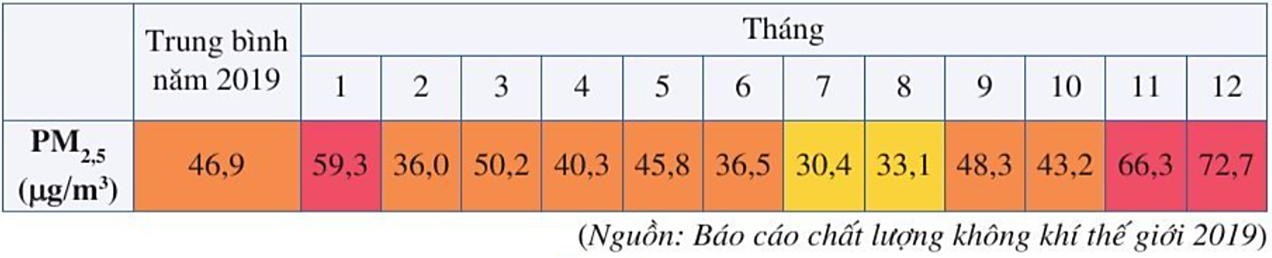 Trung bình năm 2019 Tháng
1 2 3 4 5 6 7 8 9 10 11 12
PM2,5 (µg/m³) 46,9 59,3 36,0 50,2 40,3 45,8 36,5 30,4 33,1 48,3 43,2 66,3 72,7
(Nguồn: Báo cáo chất lượng không khí thế giới 2019)